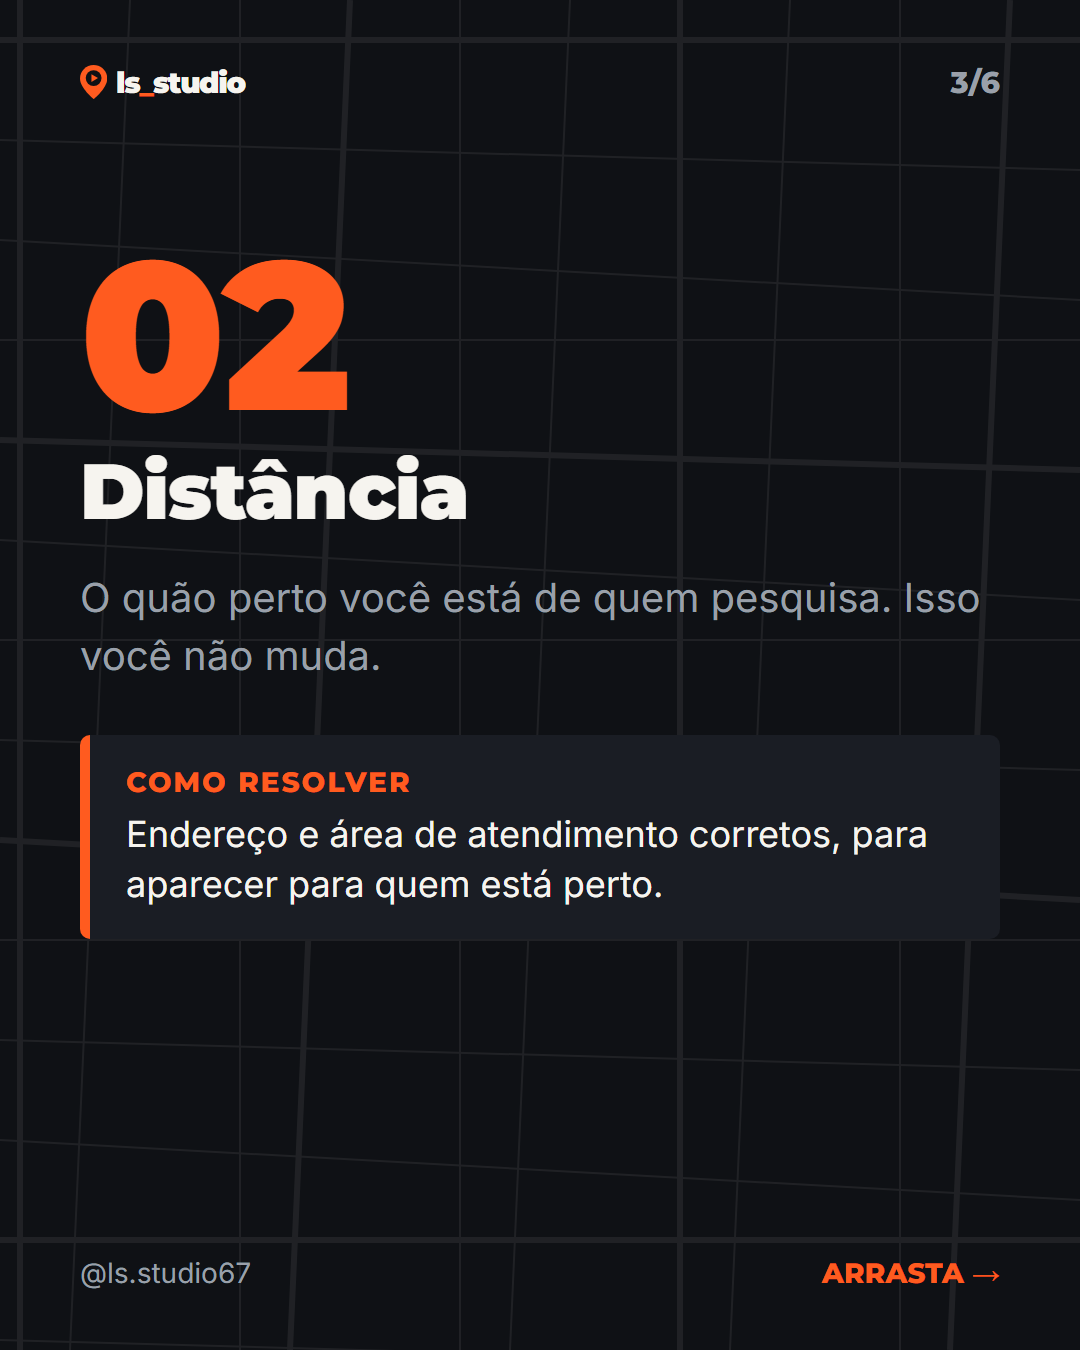 ls_studio
3/6
02
Distância
O quão perto você está de quem pesquisa. Isso
você não muda.
COMO RESOLVER
Endereço e área de atendimento corretos, para
aparecer para quem está perto.
@ls.studio67
ARRASTA →